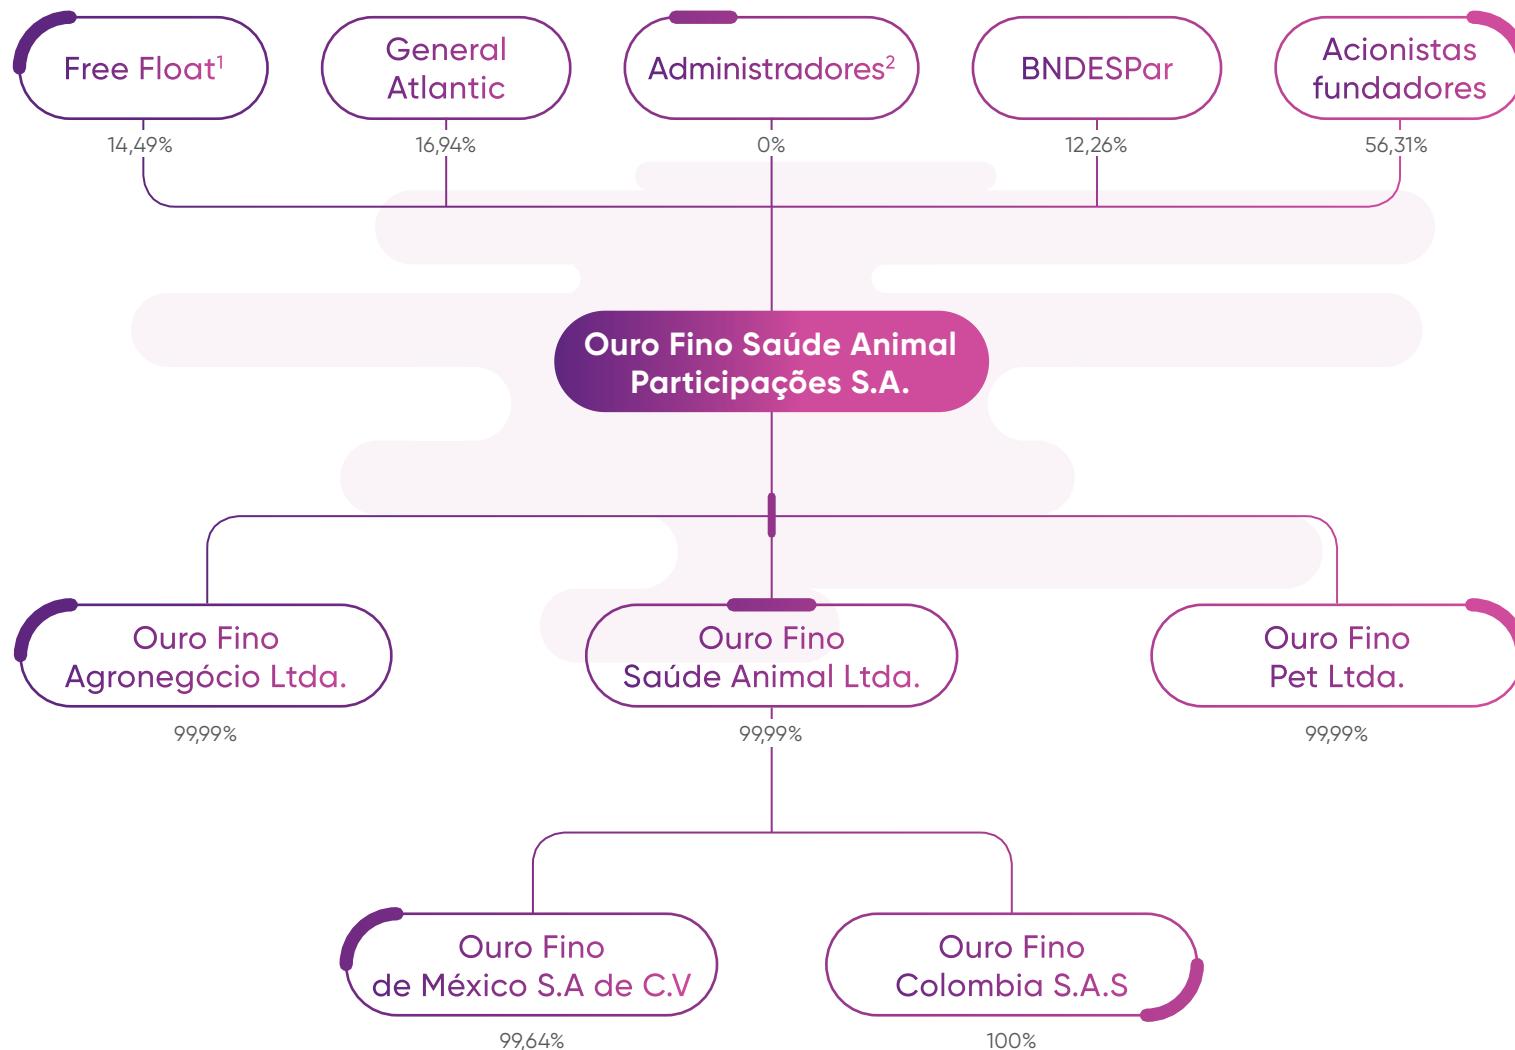 Free Float¹
General
Atlantic
Administradores²
BNDESPar
Acionistas
fundadores
14,49%
16,94%
0%
12,26%
56,31%
Ouro Fino Saúde Animal
Participações S.A.
Ouro Fino
Agronegócio Ltda.
Ouro Fino
Saúde Animal Ltda.
Ouro Fino
Pet Ltda.
99,99%
99,99%
99,99%
Ouro Fino
de México S.A de C.V
Ouro Fino
Colombia S.A.S
99,64%
100%